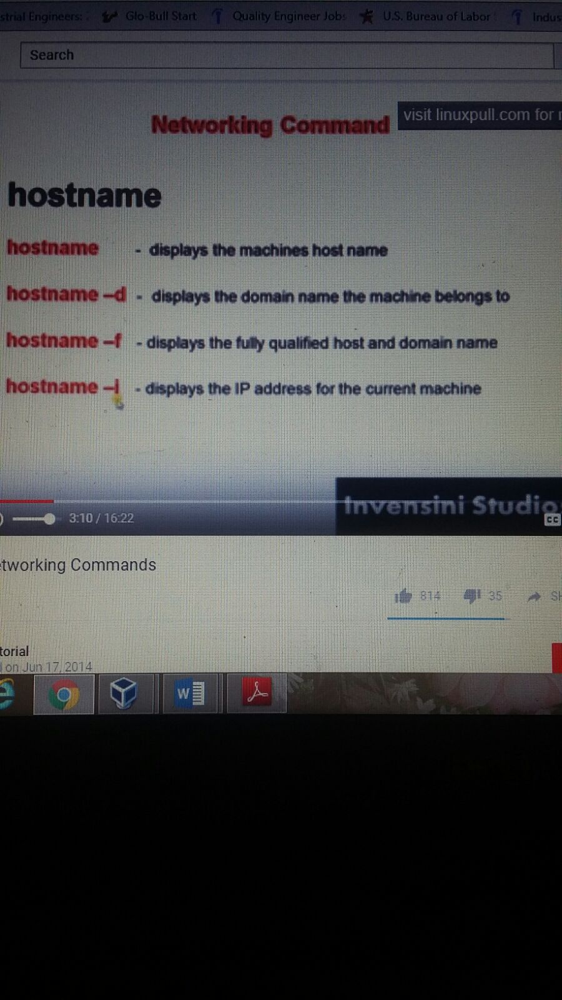 strial Engineers:
Glo-Bull Start
Quality Engineer Jobs
U.S. Bureau of Labor
Indus
Search
Networking Command
visit linuxpull.com for
hostname
hostname - displays the machines host name
hostname –d - displays the domain name the machine belongs to
hostname –f - displays the fully qualified host and domain name
hostname –I - displays the IP address for the current machine
Invensini Studio
CC
3:10 / 16:22
etworking Commands
814
35
SH
torial
on Jun 17, 2014
W